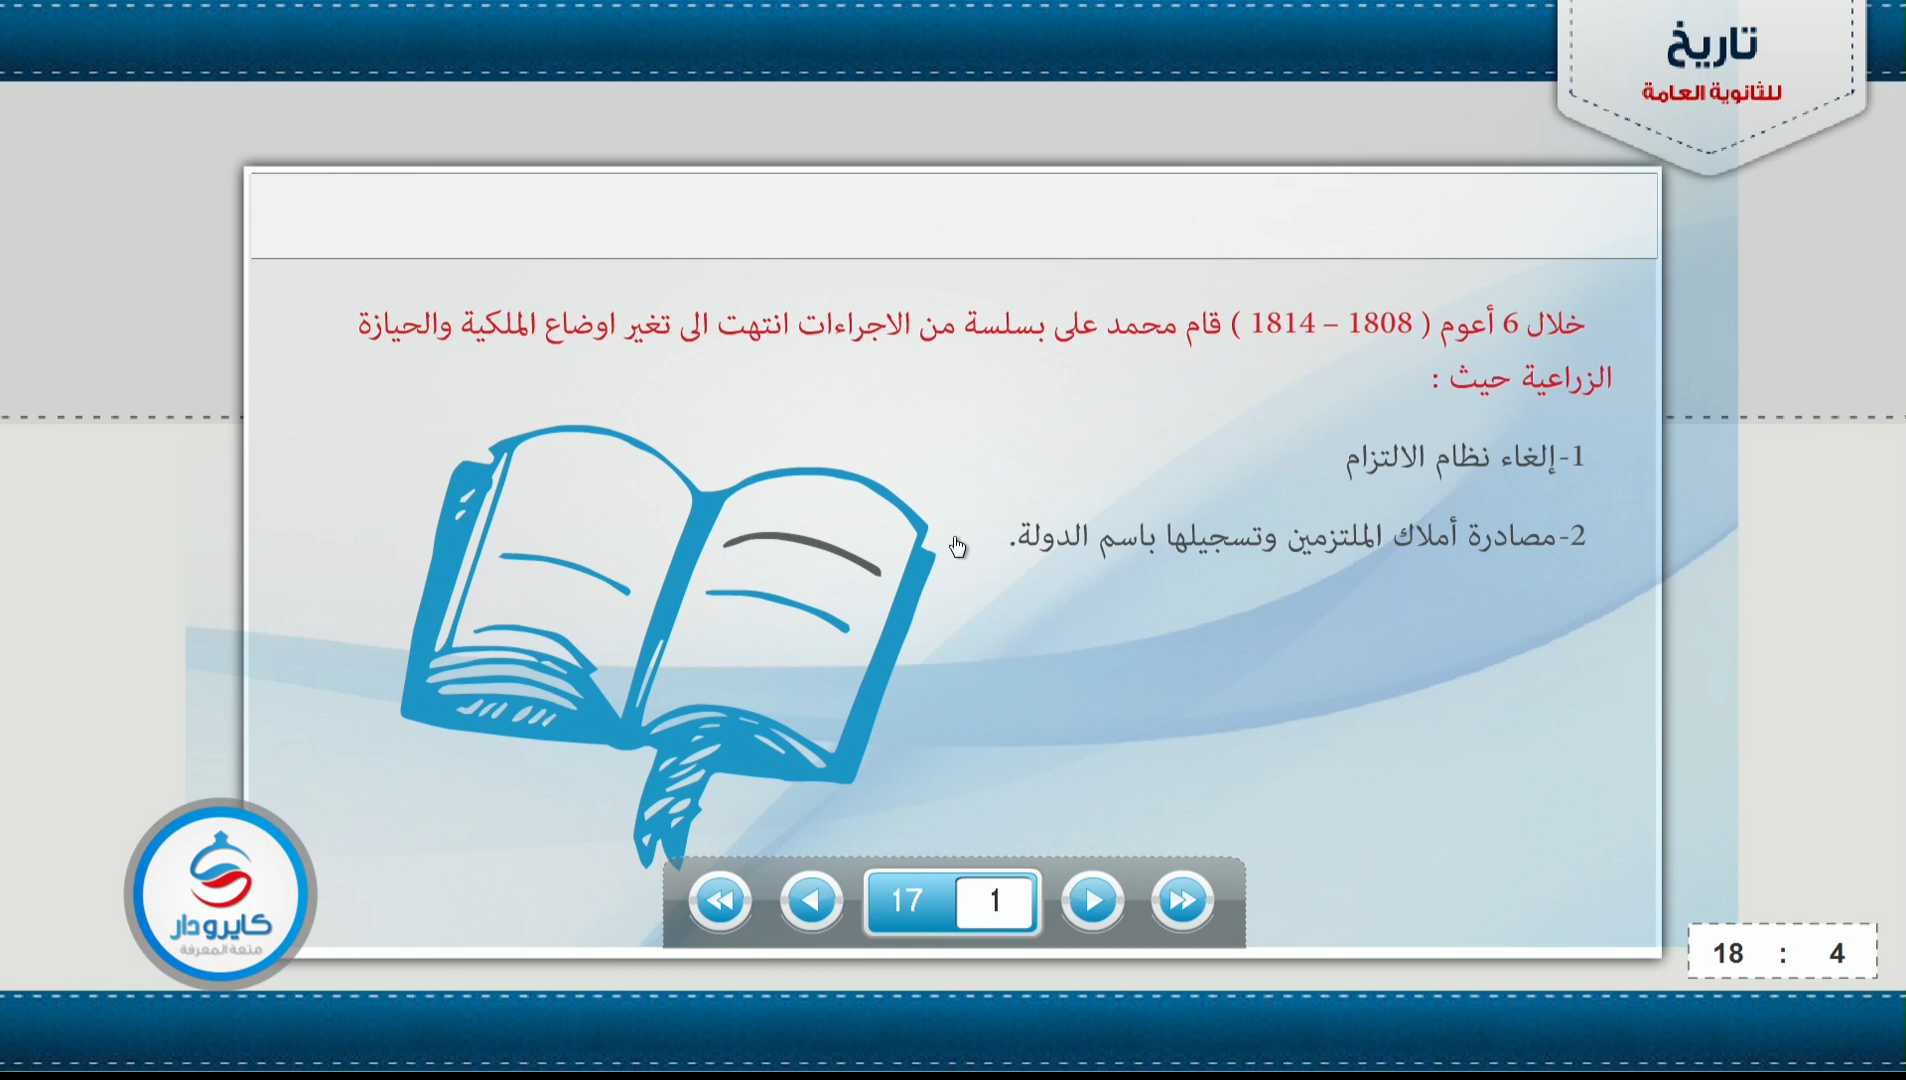 تاريخ
للثانوية العامة
خلال 6 أعوم ( 1808 – 1814 ) قام محمد على بسلسة من الاجراءات انتهت الى تغير اوضاع الملكية والحيازة
الزراعية حيث :
1-إلغاء نظام الالتزام
2-مصادرة أملاك الملتزمين وتسجيلها باسم الدولة.
17 1
كايرودار
متعة المعرفة
18 : 4